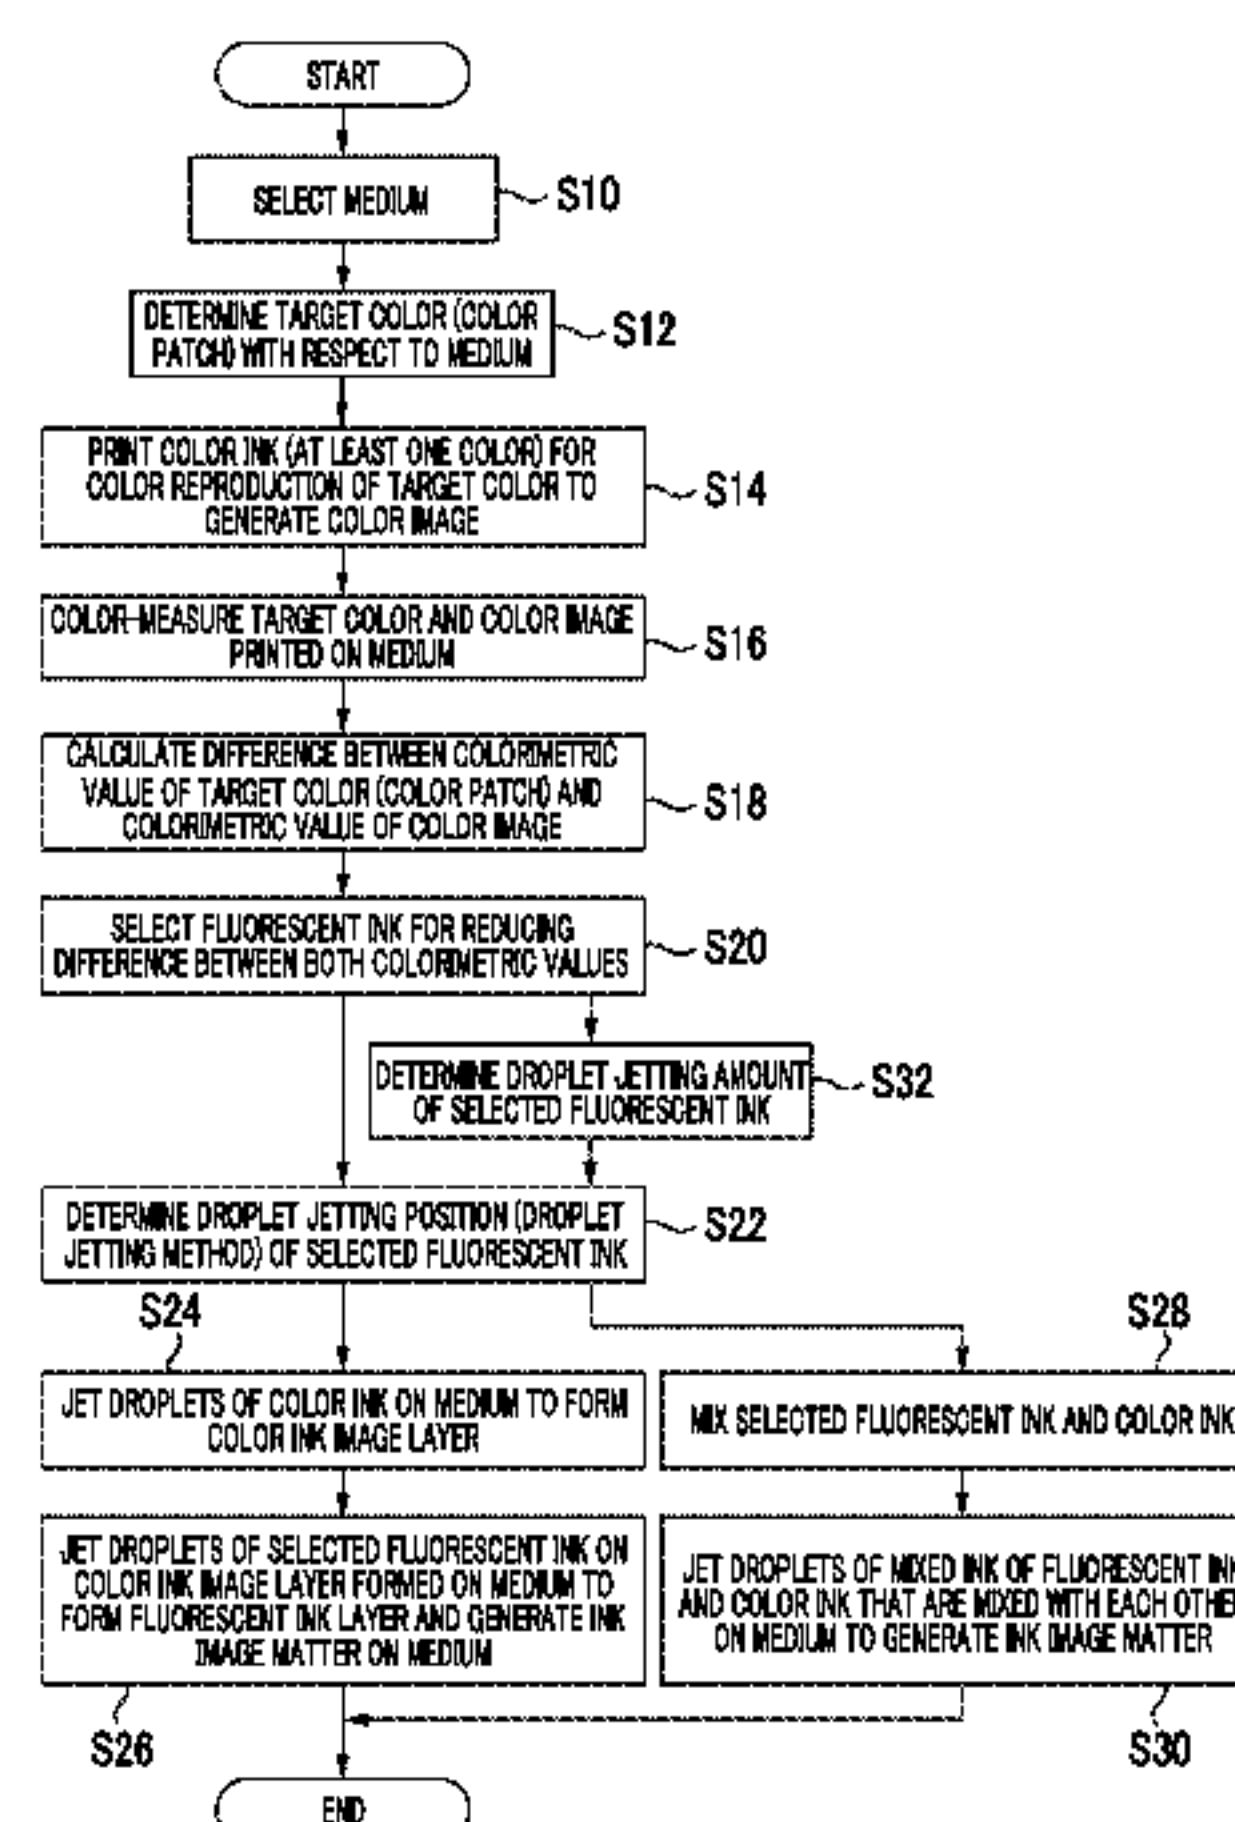 START
SELECT MEDIUM
S10
DETERMINE TARGET COLOR (COLOR
PATCH) WITH RESPECT TO MEDIUM
S12
PRINT COLOR INK (AT LEAST ONE COLOR) FOR
COLOR REPRODUCTION OF TARGET COLOR TO
GENERATE COLOR IMAGE
S14
COLOR-MEASURE TARGET COLOR AND COLOR IMAGE
PRINTED ON MEDIUM
S16
CALCULATE DIFFERENCE BETWEEN COLORIMETRIC
VALUE OF TARGET COLOR (COLOR PATCH) AND
COLORIMETRIC VALUE OF COLOR IMAGE
S18
SELECT FLUORESCENT INK FOR REDUCING
DIFFERENCE BETWEEN BOTH COLORIMETRIC VALUES
S20
DETERMINE DROPLET JETTING AMOUNT
OF SELECTED FLUORESCENT INK
S32
DETERMINE DROPLET JETTING POSITION (DROPLET
JETTING METHOD) OF SELECTED FLUORESCENT INK
S22
S24
JET DROPLETS OF COLOR INK ON MEDIUM TO FORM
COLOR INK IMAGE LAYER
JET DROPLETS OF SELECTED FLUORESCENT INK ON
COLOR INK IMAGE LAYER FORMED ON MEDIUM TO
FORM FLUORESCENT INK LAYER AND GENERATE INK
IMAGE MATTER ON MEDIUM
S26
S28
MIX SELECTED FLUORESCENT INK AND COLOR INK
JET DROPLETS OF MIXED INK OF FLUORESCENT INK
AND COLOR INK THAT ARE MIXED WITH EACH OTHER
ON MEDIUM TO GENERATE INK IMAGE MATTER
S30
END